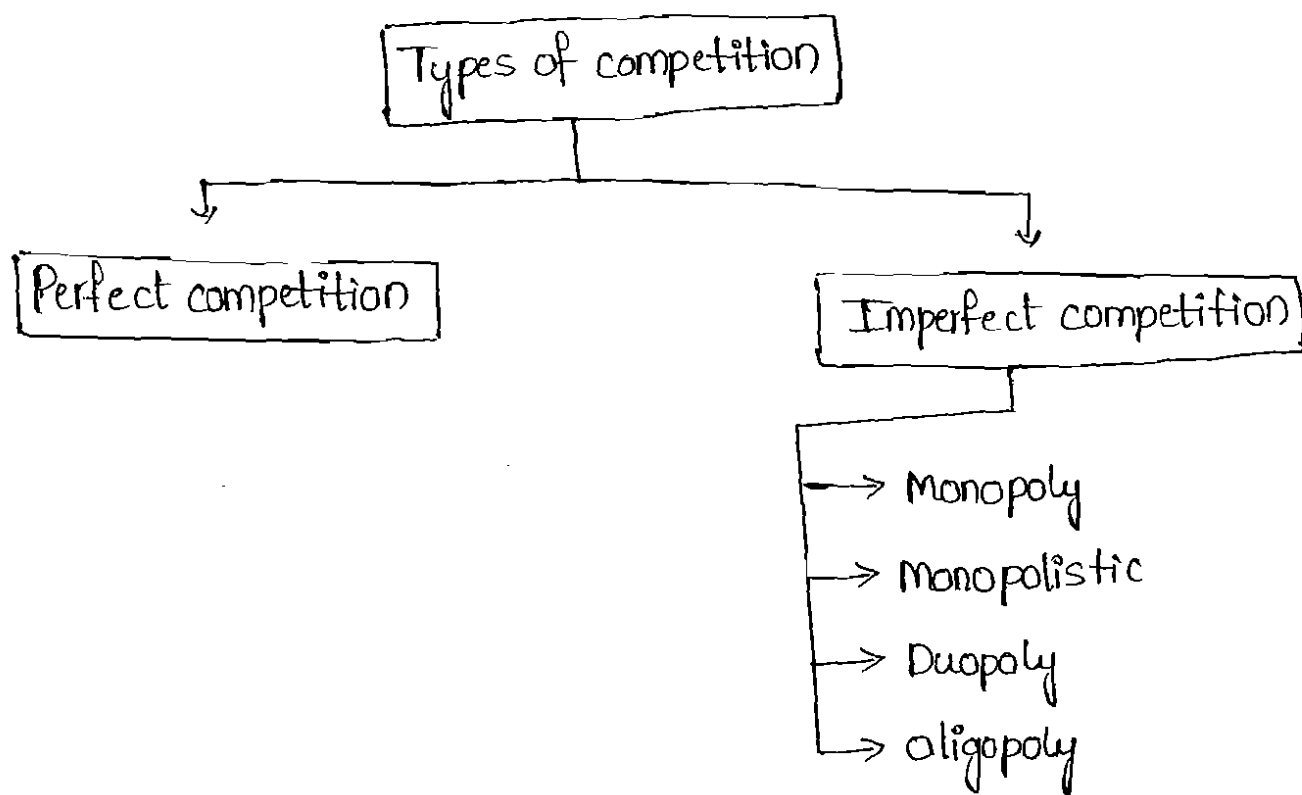 Types of competition
Perfect competition
Imperfect competition
Monopoly
Monopolistic
Duopoly
oligopoly